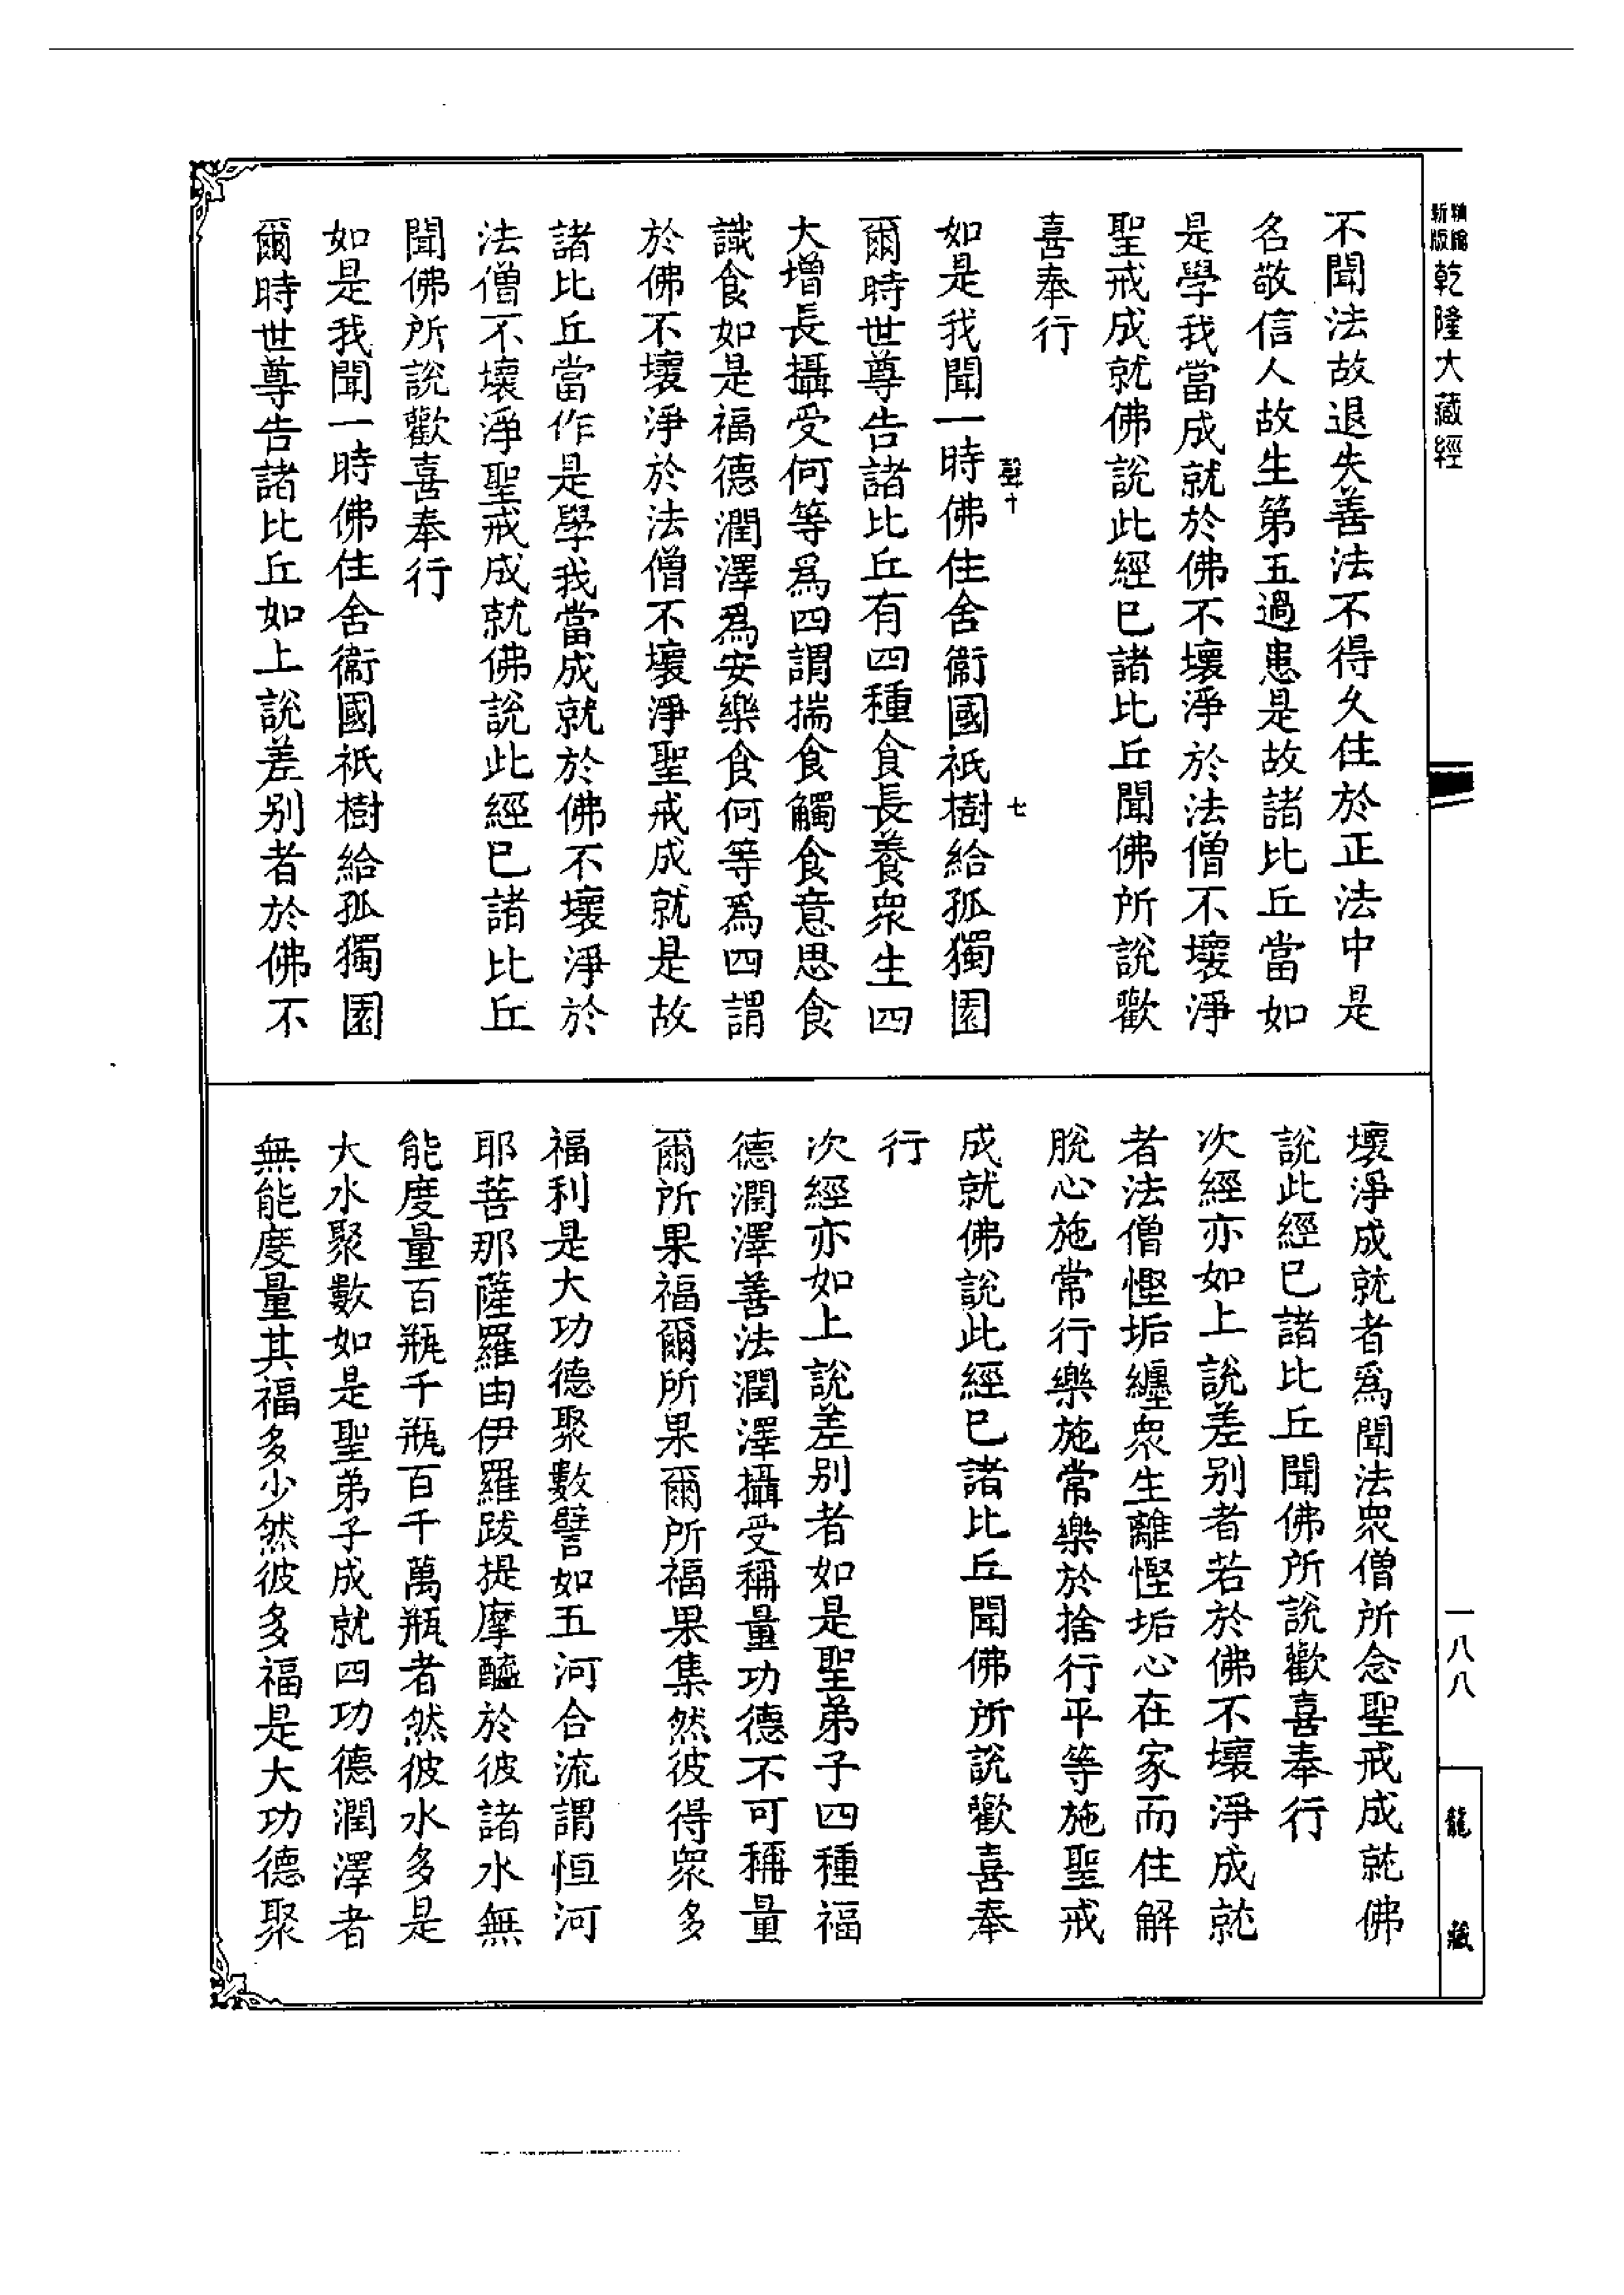 新編
新版
乾隆大藏經
不聞法故退失善法不得久住於正法中是
名敬信人故生第五過患是故諸比丘當如
是學我當成就於佛不壞淨於法僧不壞淨
聖戒成就佛說此經已諸比丘聞佛所說歡
喜奉行
聲十 七
如是我聞一時佛住舍衞國祇樹給孤獨園
爾時世尊告諸比丘有四種食長養衆生四
大增長攝受何等爲四謂揣食觸食意思食
識食如是福德潤澤爲安樂食何等爲四謂
於佛不壞淨於法僧不壞淨聖戒成就是故
諸比丘當作是學我當成就於佛不壞淨於
法僧不壞淨聖戒成就佛說此經已諸比丘
聞佛所說歡喜奉行
如是我聞一時佛住舍衞國祇樹給孤獨園
爾時世尊告諸比丘如上說差别者於佛不
壞淨成就者爲聞法衆僧所念聖戒成就佛
說此經已諸比丘聞佛所說歡喜奉行
次經亦如上說差别者若於佛不壞淨成就
者法僧慳垢纏衆生離慳垢心在家而住解
脫心施常行樂施常樂於捨行平等施聖戒
成就佛說此經已諸比丘聞佛所說歡喜奉
行
次經亦如上說差别者如是聖弟子四種福
德潤澤善法潤澤攝受稱量功德不可稱量
爾所果福爾所果爾所福果集然彼得衆多
福利是大功德聚數譬如五河合流謂恒河
耶菩那薩羅由伊羅跋提摩醯於彼諸水無
能度量百瓶千瓶百千萬瓶者然彼水多是
大水聚數如是聖弟子成就四功德潤澤者
無能度量其福多少然彼多福是大功德聚
一八八
龍藏